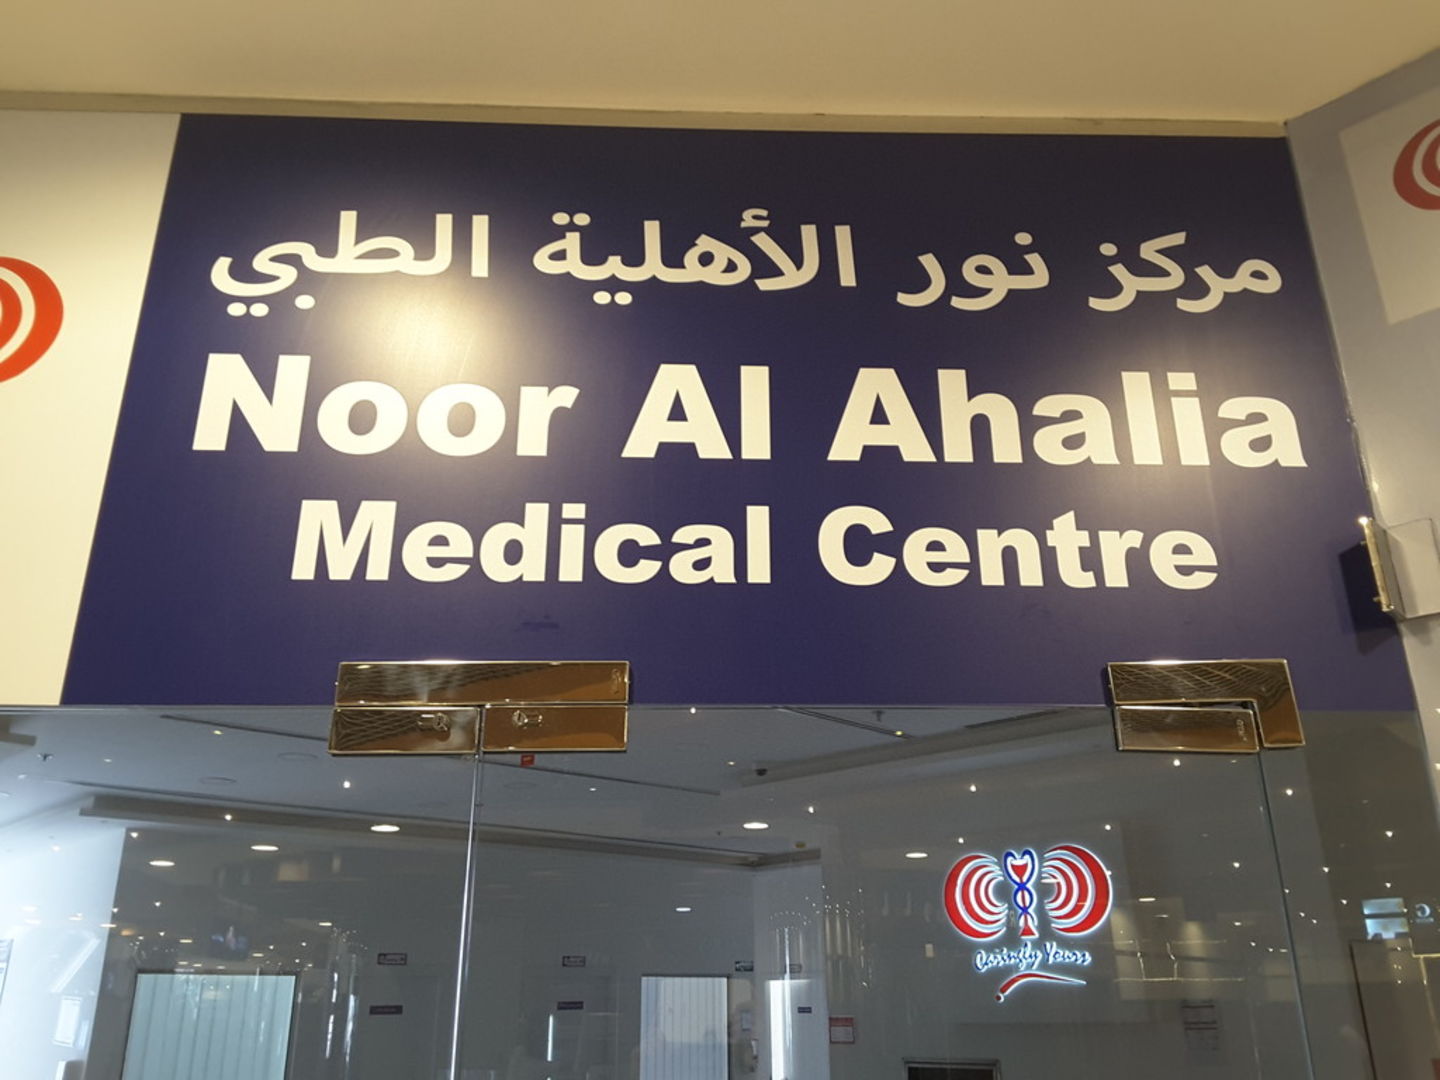 مركز نور الأهلية الطبي
Noor Al Ahalia
Medical Centre
Caringly Yours